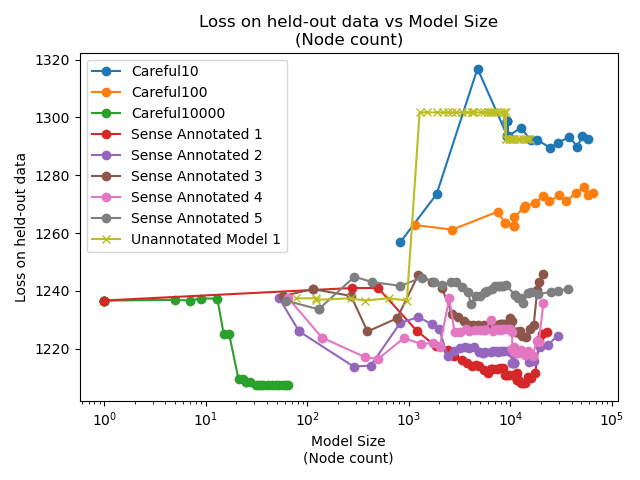 Loss on held-out data vs Model Size
(Node count)
Loss on held-out data
1320
1300
1280
1260
1240
1220
Careful10
Careful100
Careful10000
Sense Annotated 1
Sense Annotated 2
Sense Annotated 3
Sense Annotated 4
Sense Annotated 5
Unannotated Model 1
10^0 10^1 10^2 10^3 10^4 10^5
Model Size
(Node count)